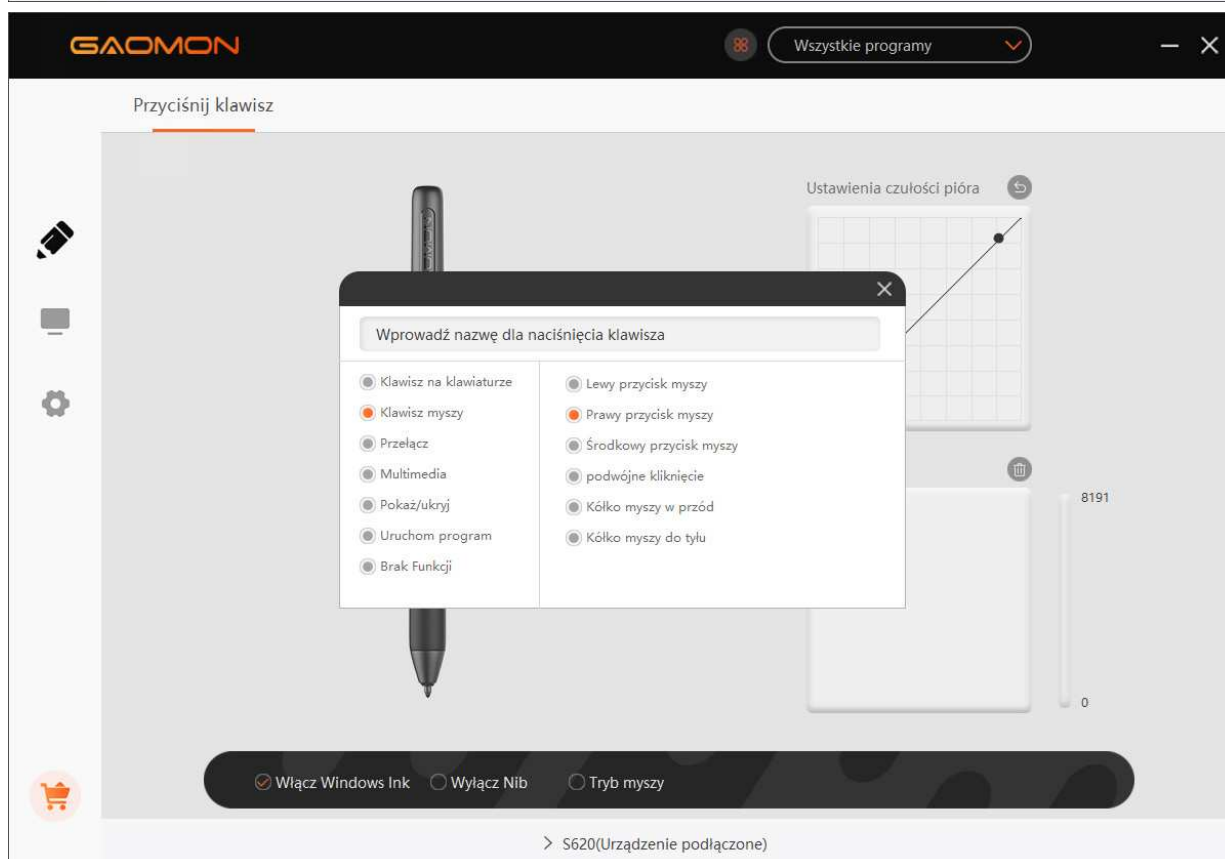 GAOMON
Wszystkie programy
Przyciśnij klawisz
Ustawienia czułości pióra
Wprowadź nazwę dla naciśnięcia klawisza
Klawisz na klawiaturze
Klawisz myszy
Przełącz
Multimedia
Pokaż/ukryj
Uruchom program
Brak Funkcji
Lewy przycisk myszy
Prawy przycisk myszy
Środkowy przycisk myszy
podwójne kliknięcie
Kółko myszy w przód
Kółko myszy do tyłu
8191
0
Włącz Windows Ink
Wyłącz Nib
Tryb myszy
S620(Urządzenie podłączone)